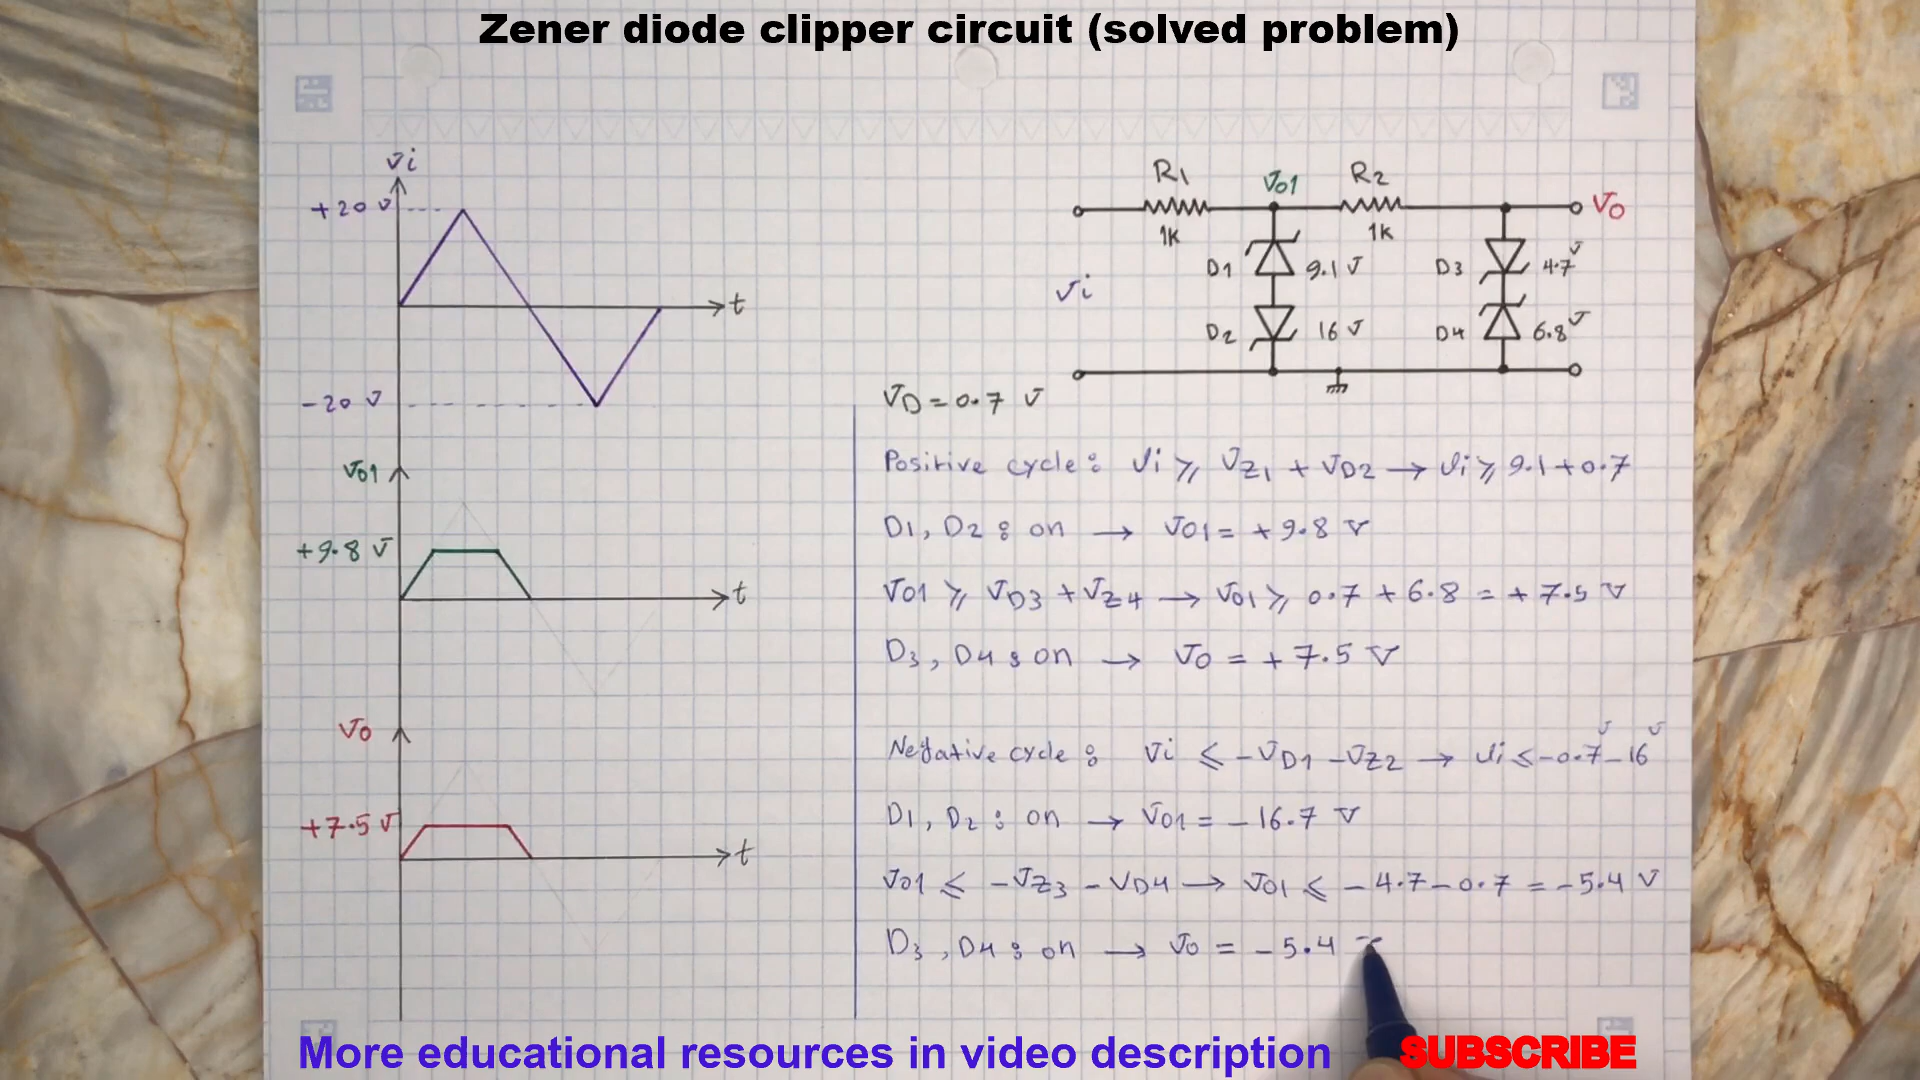 Zener diode clipper circuit (solved problem)
Vi
+20 V
t
-20 V
Vo1
+9.8 V
t
Vo
+7.5 V
t
R1
1K
Vo1
R2
1K
Vo
Vi
D1 9.1 V
D2 16 V
D3 4.7 V
D4 6.8 V
VD = 0.7 V
Positive cycle: Vi ≥ VZ1 + VD2 → Vi ≥ 9.1+0.7
D1, D2 : on → Vo1 = +9.8 V
Vo1 ≥ VD3 + VZ4 → Vo1 ≥ 0.7 + 6.8 = +7.5 V
D3, D4 : on → Vo = +7.5 V
Negative cycle: Vi ≤ -VD1 -VZ2 → Vi ≤ -0.7V -16V
D1, D2 : on → Vo1 = -16.7 V
Vo1 ≤ -VZ3 - VD4 → Vo1 ≤ -4.7-0.7 = -5.4 V
D3, D4 : on → Vo = -5.4
More educational resources in video description
SUBSCRIBE